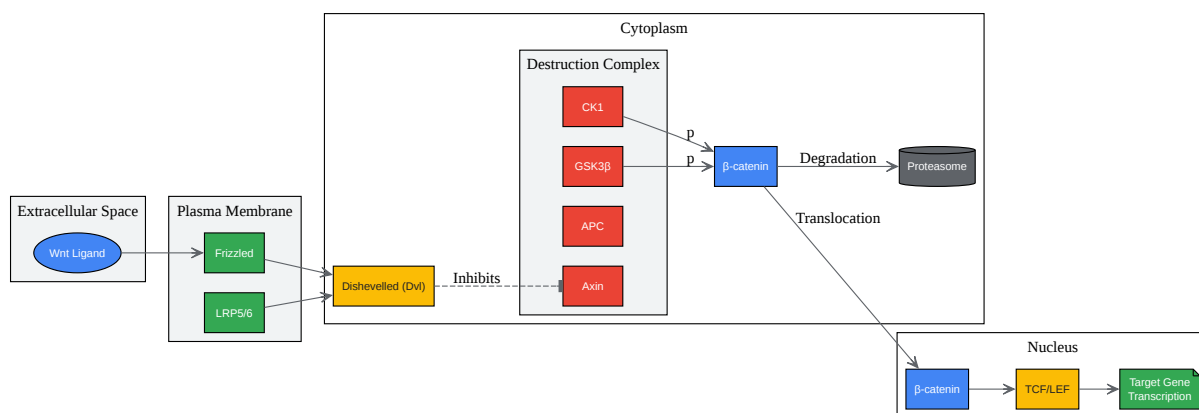 Cytoplasm
Destruction Complex
CK1
p
GSK3β
p
β-catenin
Degradation
Proteasome
Extracellular Space
Plasma Membrane
APC
Translocation
Wnt Ligand
Frizzled
Dishevelled (Dvl)
Inhibits
Axin
LRP5/6
Nucleus
β-catenin
TCF/LEF
Target Gene
Transcription